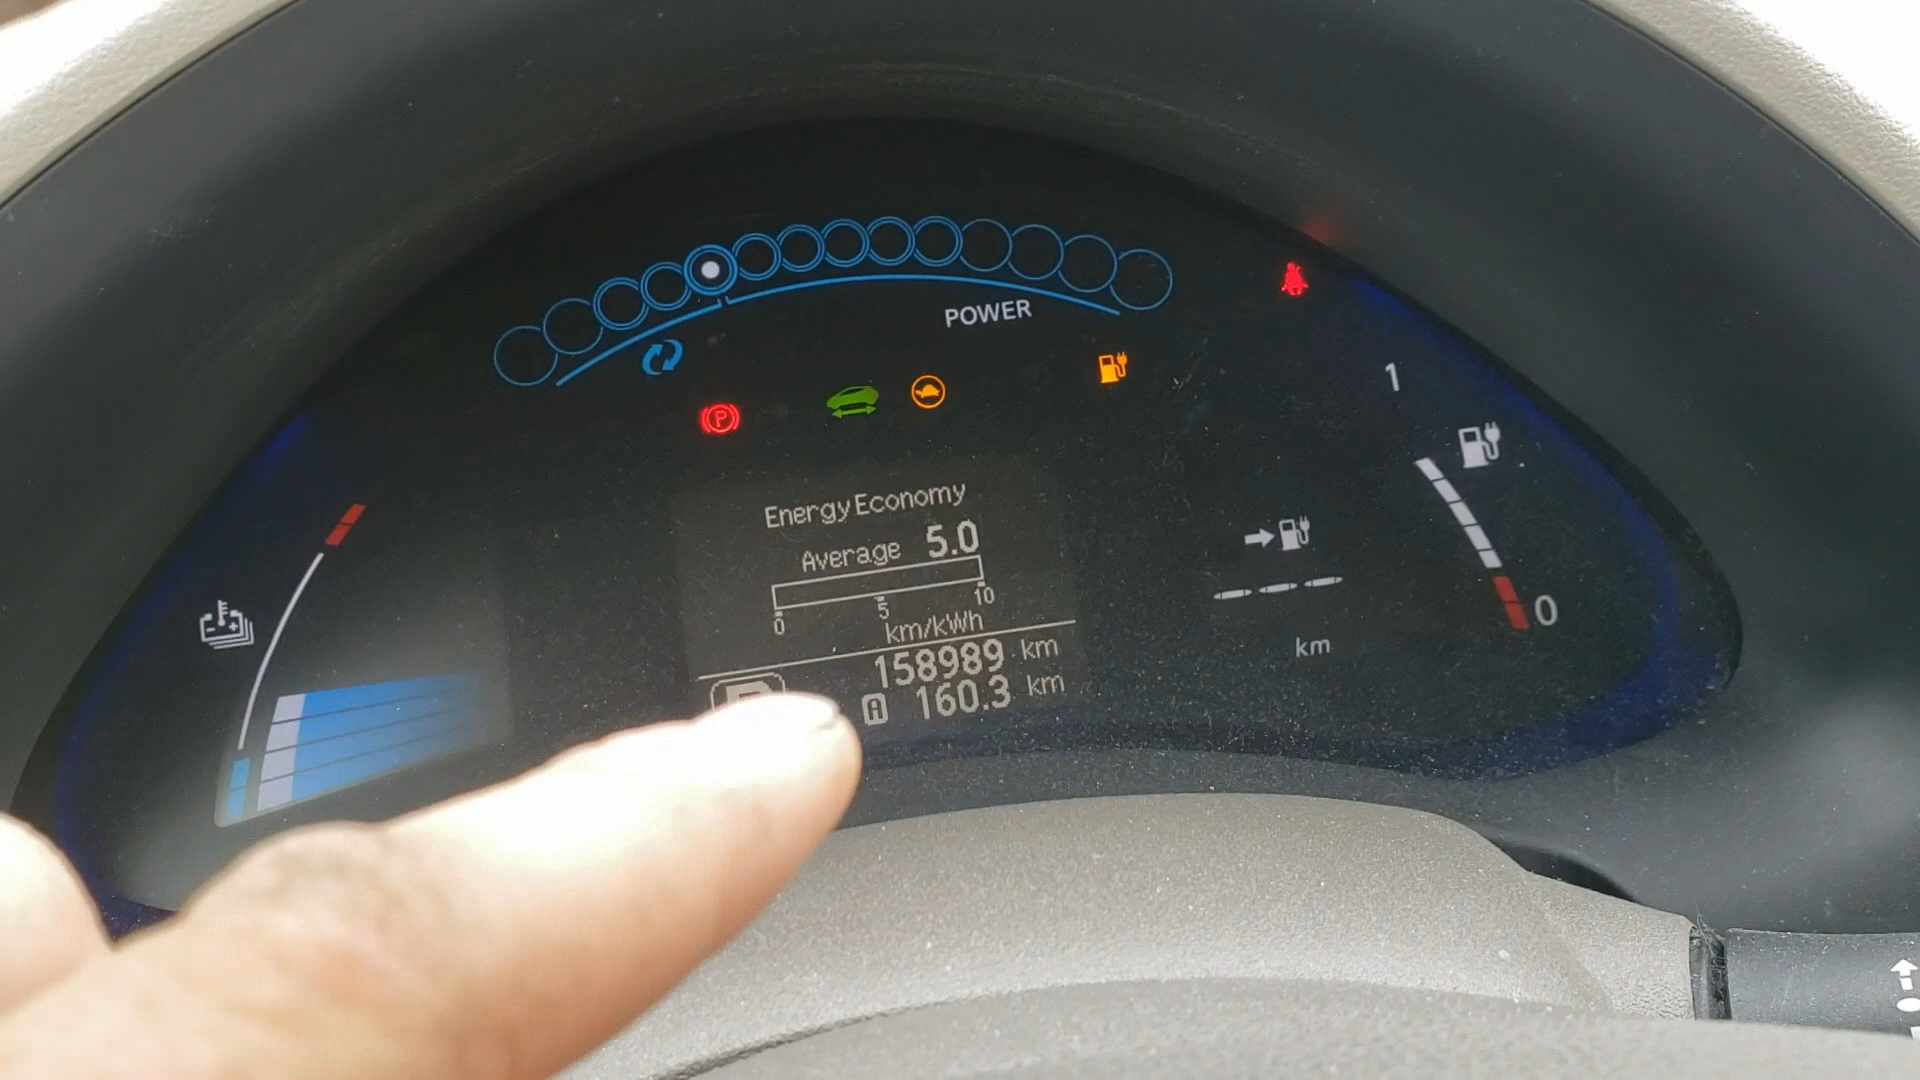 POWER
P
1
Energy Economy
Average 5.0
0 5 10
km/kWh
158989 km
A 160.3 km
---
km
0